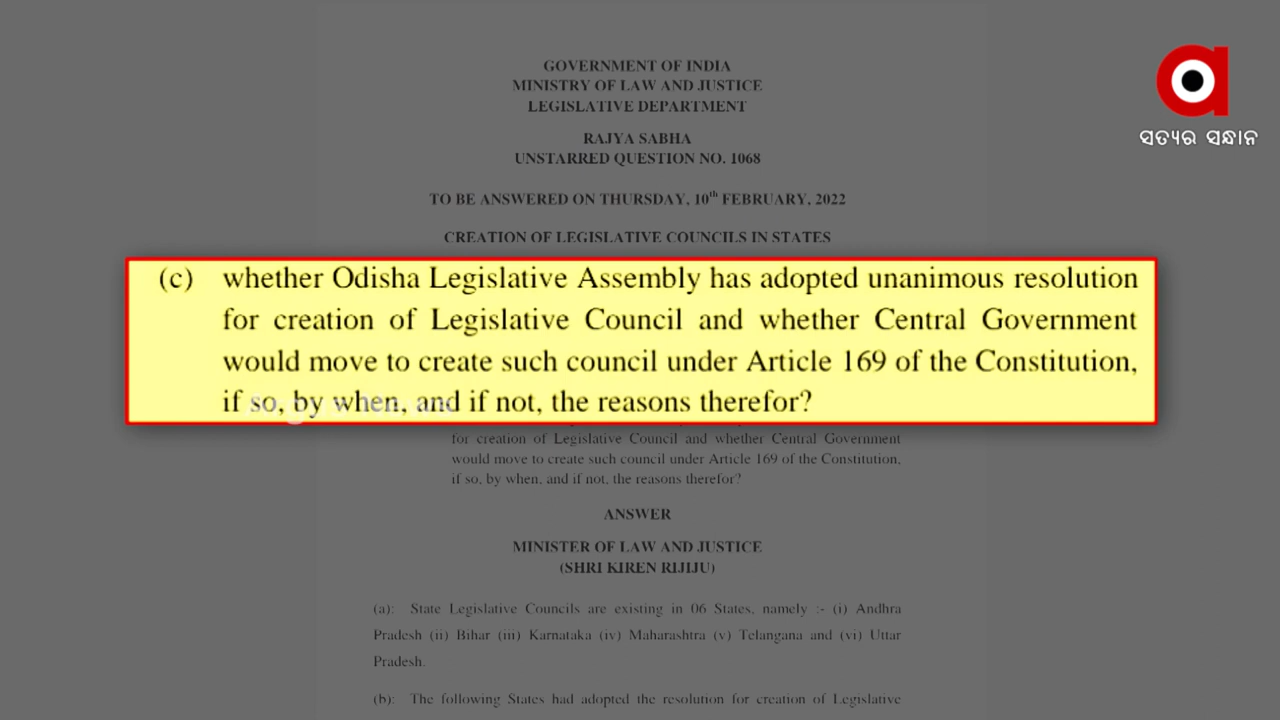 GOVERNMENT OF INDIA
MINISTRY OF LAW AND JUSTICE
LEGISLATIVE DEPARTMENT
RAJYA SABHA
UNSTARRED QUESTION NO. 1068
TO BE ANSWERED ON THURSDAY, 10th FEBRUARY, 2022
CREATION OF LEGISLATIVE COUNCILS IN STATES
ସତ୍ୟର ସନ୍ଧାନ
(c) whether Odisha Legislative Assembly has adopted unanimous resolution
for creation of Legislative Council and whether Central Government
would move to create such council under Article 169 of the Constitution,
if so, by when, and if not, the reasons therefor?
for creation of Legislative Council and whether Central Government
would move to create such council under Article 169 of the Constitution,
if so, by when, and if not, the reasons therefor?
ANSWER
MINISTER OF LAW AND JUSTICE
(SHRI KIREN RIJIJU)
(a): State Legislative Councils are existing in 06 States, namely :- (i) Andhra
Pradesh (ii) Bihar (iii) Karnataka (iv) Maharashtra (v) Telangana and (vi) Uttar
Pradesh.
(b): The following States had adopted the resolution for creation of Legislative